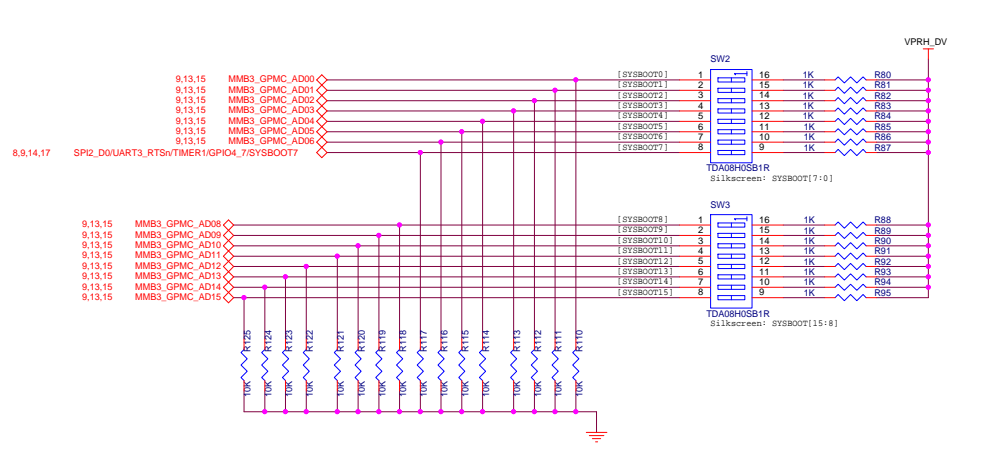 VPRH_DV
SW2
9,13,15 MMB3_GPMC_AD00 [SYSBOOT0] 1 16 1K R80
9,13,15 MMB3_GPMC_AD01 [SYSBOOT1] 2 15 1K R81
9,13,15 MMB3_GPMC_AD02 [SYSBOOT2] 3 14 1K R82
9,13,15 MMB3_GPMC_AD03 [SYSBOOT3] 4 13 1K R83
9,13,15 MMB3_GPMC_AD04 [SYSBOOT4] 5 12 1K R84
9,13,15 MMB3_GPMC_AD05 [SYSBOOT5] 6 11 1K R85
9,13,15 MMB3_GPMC_AD06 [SYSBOOT6] 7 10 1K R86
8,9,14,17 SPI2_D0/UART3_RTSn/TIMER1/GPIO4_7/SYSBOOT7 [SYSBOOT7] 8 9 1K R87
TDA08H0SB1R
Silkscreen: SYSBOOT[7:0]
SW3
9,13,15 MMB3_GPMC_AD08 [SYSBOOT8] 1 16 1K R88
9,13,15 MMB3_GPMC_AD09 [SYSBOOT9] 2 15 1K R89
9,13,15 MMB3_GPMC_AD10 [SYSBOOT10] 3 14 1K R90
9,13,15 MMB3_GPMC_AD11 [SYSBOOT11] 4 13 1K R91
9,13,15 MMB3_GPMC_AD12 [SYSBOOT12] 5 12 1K R92
9,13,15 MMB3_GPMC_AD13 [SYSBOOT13] 6 11 1K R93
9,13,15 MMB3_GPMC_AD14 [SYSBOOT14] 7 10 1K R94
9,13,15 MMB3_GPMC_AD15 [SYSBOOT15] 8 9 1K R95
TDA08H0SB1R
Silkscreen: SYSBOOT[15:8]
R125 R124 R123 R122 R121 R120 R119 R118 R117 R116 R115 R114 R113 R112 R111 R110
10K 10K 10K 10K 10K 10K 10K 10K 10K 10K 10K 10K 10K 10K 10K 10K